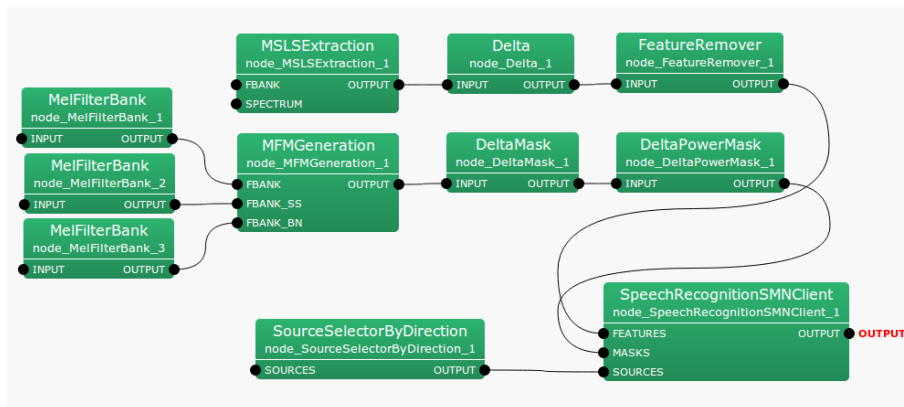 MSLSExtraction
node_MSLSExtraction_1
FBANK OUTPUT
SPECTRUM
Delta
node_Delta_1
INPUT OUTPUT
FeatureRemover
node_FeatureRemover_1
INPUT OUTPUT
MelFilterBank
node_MelFilterBank_1
INPUT OUTPUT
MelFilterBank
node_MelFilterBank_2
INPUT OUTPUT
MelFilterBank
node_MelFilterBank_3
INPUT OUTPUT
MFMGeneration
node_MFMGeneration_1
FBANK OUTPUT
FBANK_SS
FBANK_BN
DeltaMask
node_DeltaMask_1
INPUT OUTPUT
DeltaPowerMask
node_DeltaPowerMask_1
INPUT OUTPUT
SourceSelectorByDirection
node_SourceSelectorByDirection_1
SOURCES OUTPUT
SpeechRecognitionSMNClient
node_SpeechRecognitionSMNClient_1
FEATURES OUTPUT OUTPUT
MASKS
SOURCES